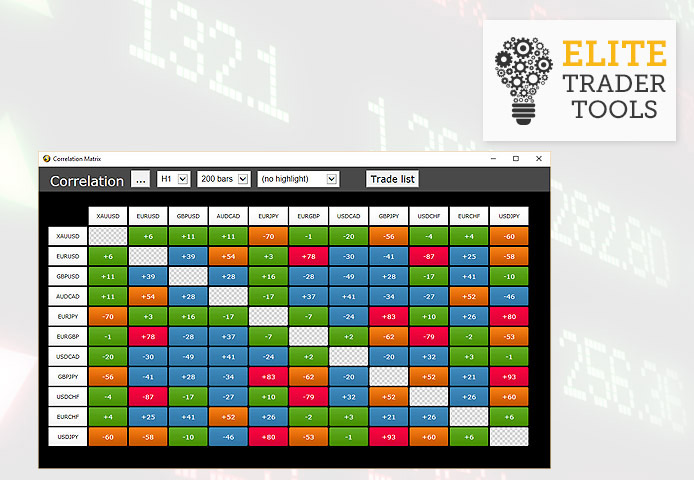 132.1
ELITE
TRADER
TOOLS
Correlation Matrix
Correlation ... H1 200 bars (no highlight) Trade list
XAUUSD EURUSD GBPUSD AUDCAD EURJPY EURGBP USDCAD GBPJPY USDCHF EURCHF USDJPY
XAUUSD +6 +11 +11 -70 -1 -20 -56 -4 +4 -60
EURUSD +6 +39 +54 +3 +78 -30 -41 -87 +25 -58
GBPUSD +11 +39 +28 +16 -28 -49 +28 -17 +41 -10
AUDCAD +11 +54 +28 -17 +37 +41 -34 -27 +52 -46
EURJPY -70 +3 +16 -17 -7 -24 +83 +10 +26 +80
EURGBP -1 +78 -28 +37 -7 +2 -62 -79 -2 -53
USDCAD -20 -30 -49 +41 -24 +2 -20 +32 +3 -1
GBPJPY -56 -41 +28 -34 +83 -62 -20 +52 +21 +93
USDCHF -4 -87 -17 -27 +10 -79 +32 +52 +26 +60
EURCHF +4 +25 +41 +52 +26 -2 +3 +21 +26 +6
USDJPY -60 -58 -10 -46 +80 -53 -1 +93 +60 +6